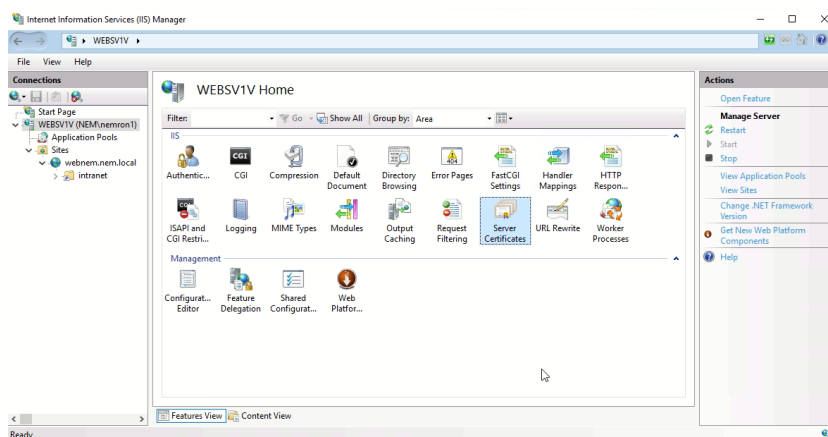 Internet Information Services (IIS) Manager
WEBSV1V
File View Help
Connections
Start Page
WEBSV1V (NEM\nemron1)
Application Pools
Sites
webnem.nem.local
intranet
WEBSV1V Home
Filter: Go Show All Group by: Area
IIS
Authentic... CGI Compression Default Document Directory Browsing Error Pages FastCGI Settings Handler Mappings HTTP Respon...
ISAPI and CGI Restri... Logging MIME Types Modules Output Caching Request Filtering Server Certificates URL Rewrite Worker Processes
Management
Configurat... Editor Feature Delegation Shared Configurat... Web Platfor...
Features View Content View
Actions
Open Feature
Manage Server
Restart
Start
Stop
View Application Pools
View Sites
Change .NET Framework
Version
Get New Web Platform
Components
Help
Ready